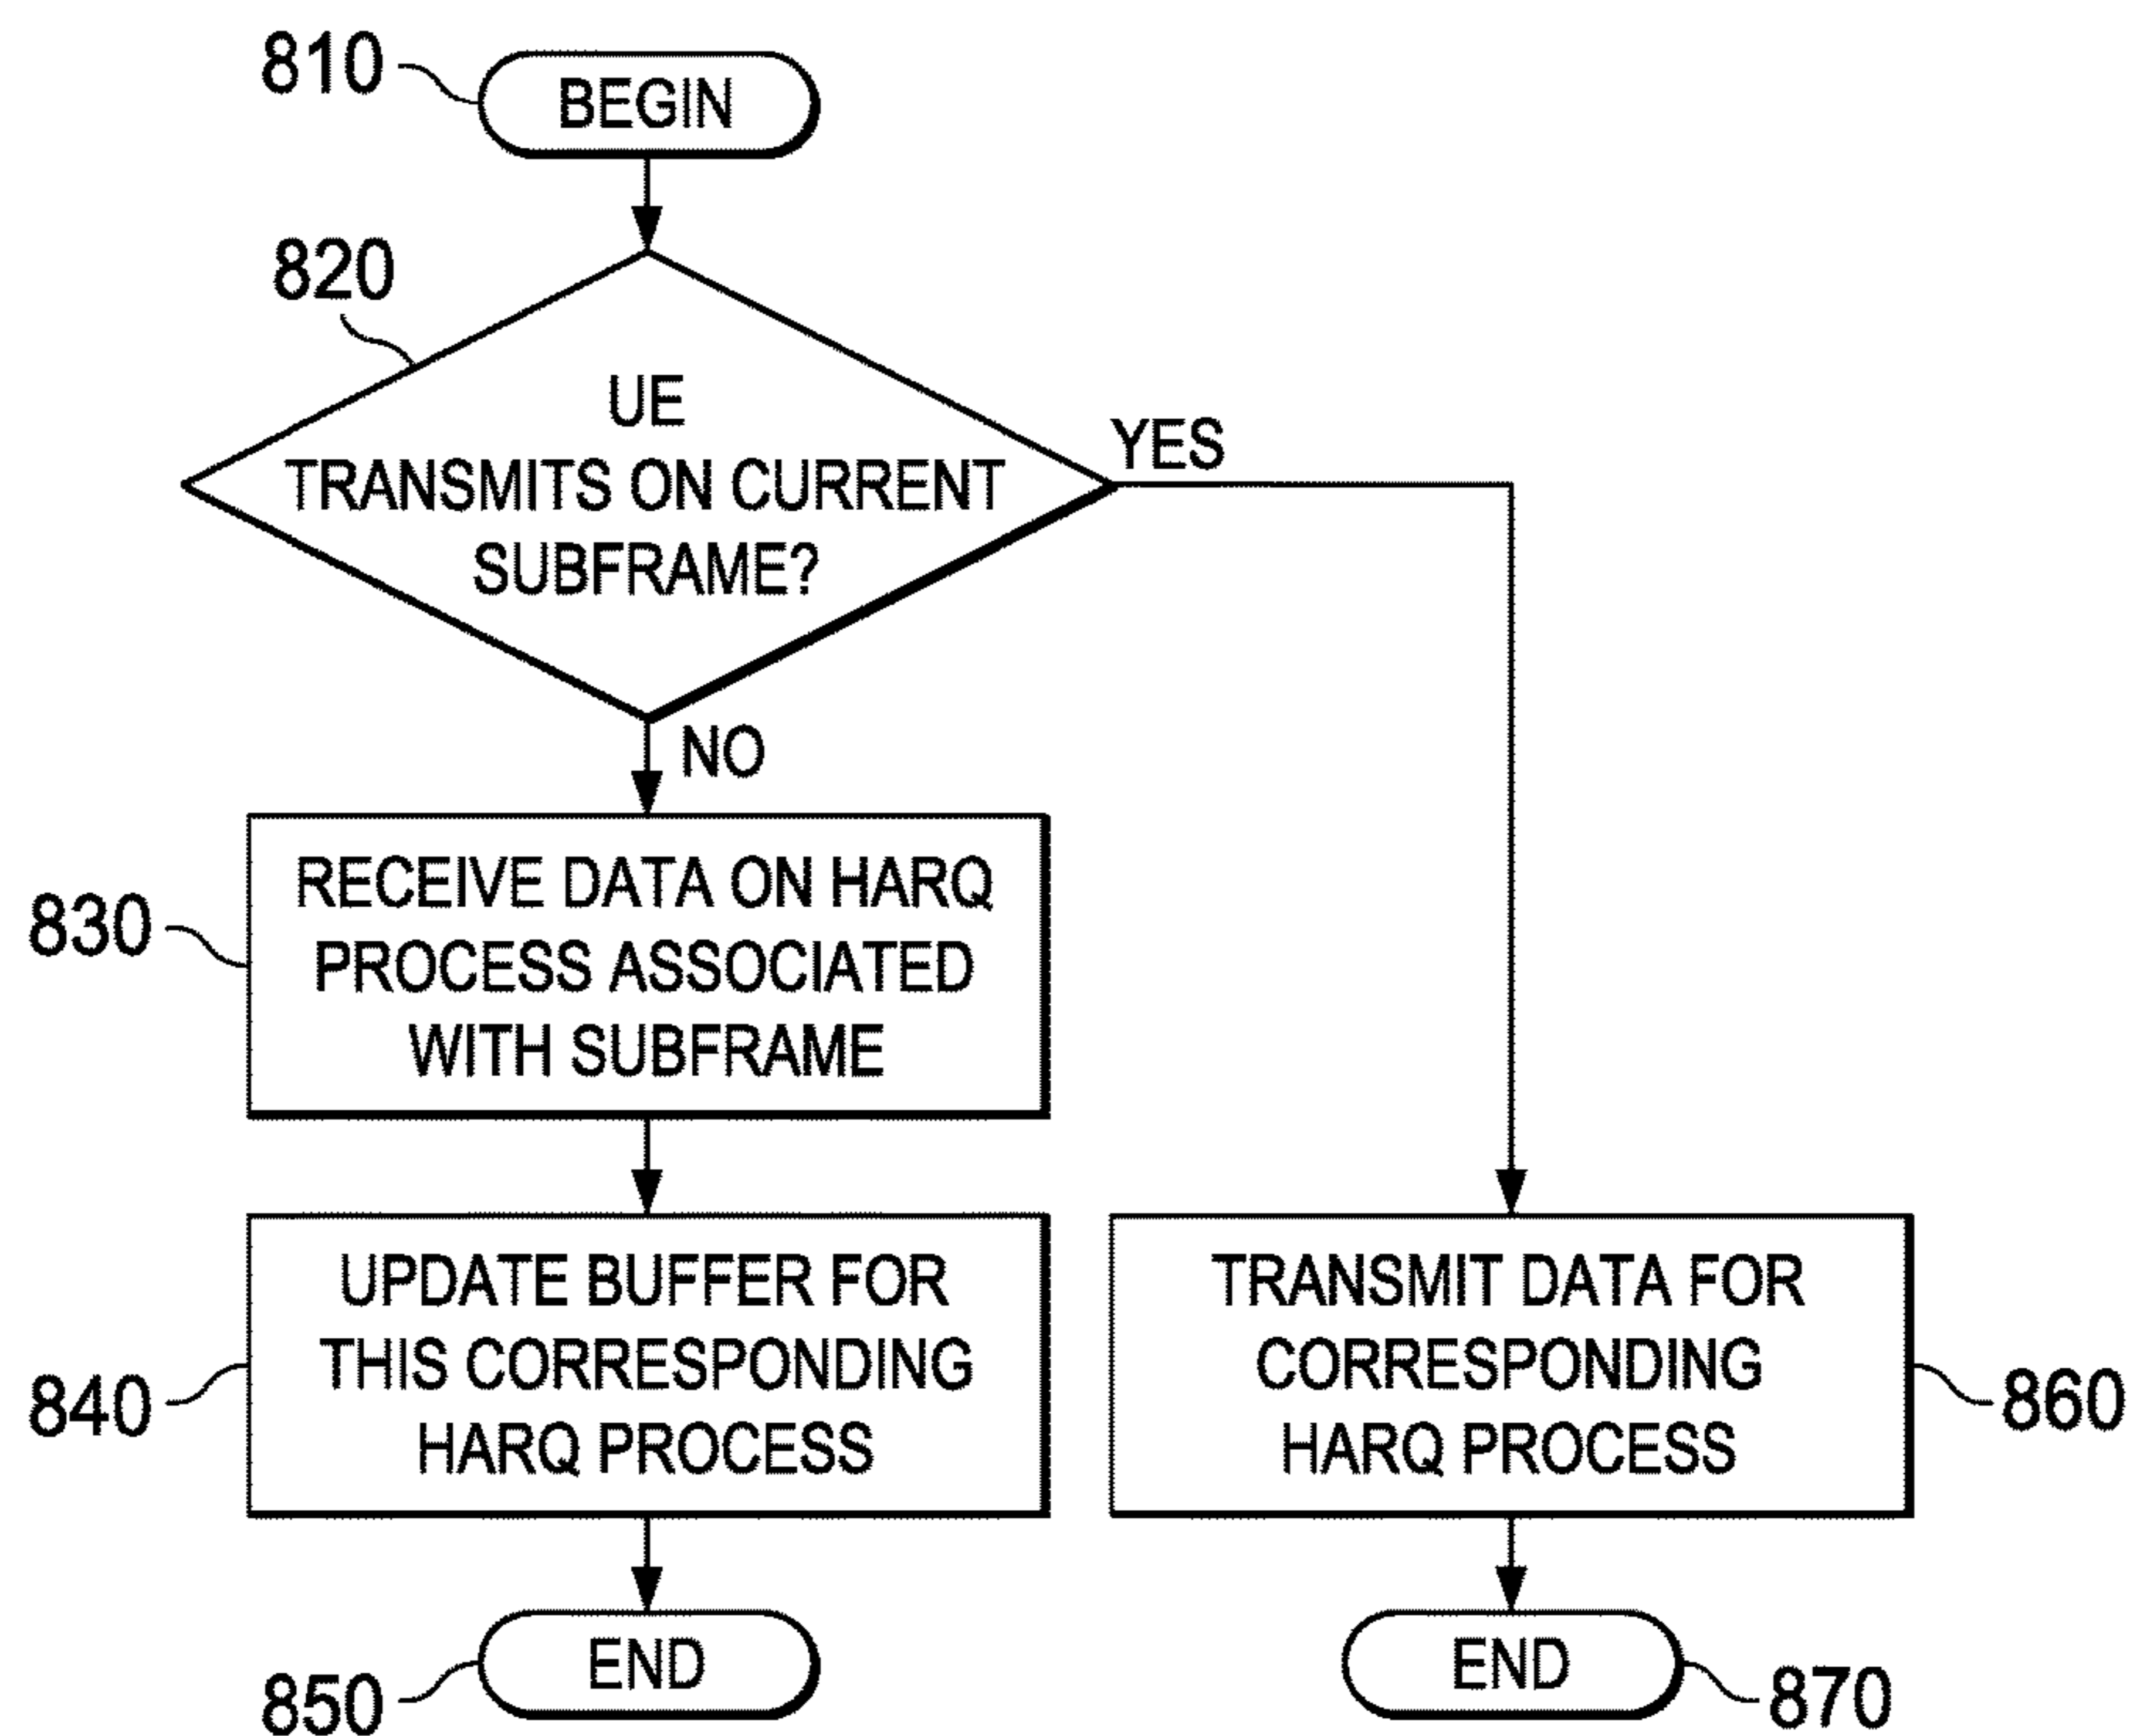 810
BEGIN
820
UE
TRANSMITS ON CURRENT
SUBFRAME?
YES
NO
830
RECEIVE DATA ON HARQ
PROCESS ASSOCIATED
WITH SUBFRAME
840
UPDATE BUFFER FOR
THIS CORRESPONDING
HARQ PROCESS
TRANSMIT DATA FOR
CORRESPONDING
HARQ PROCESS
860
850
END
END
870